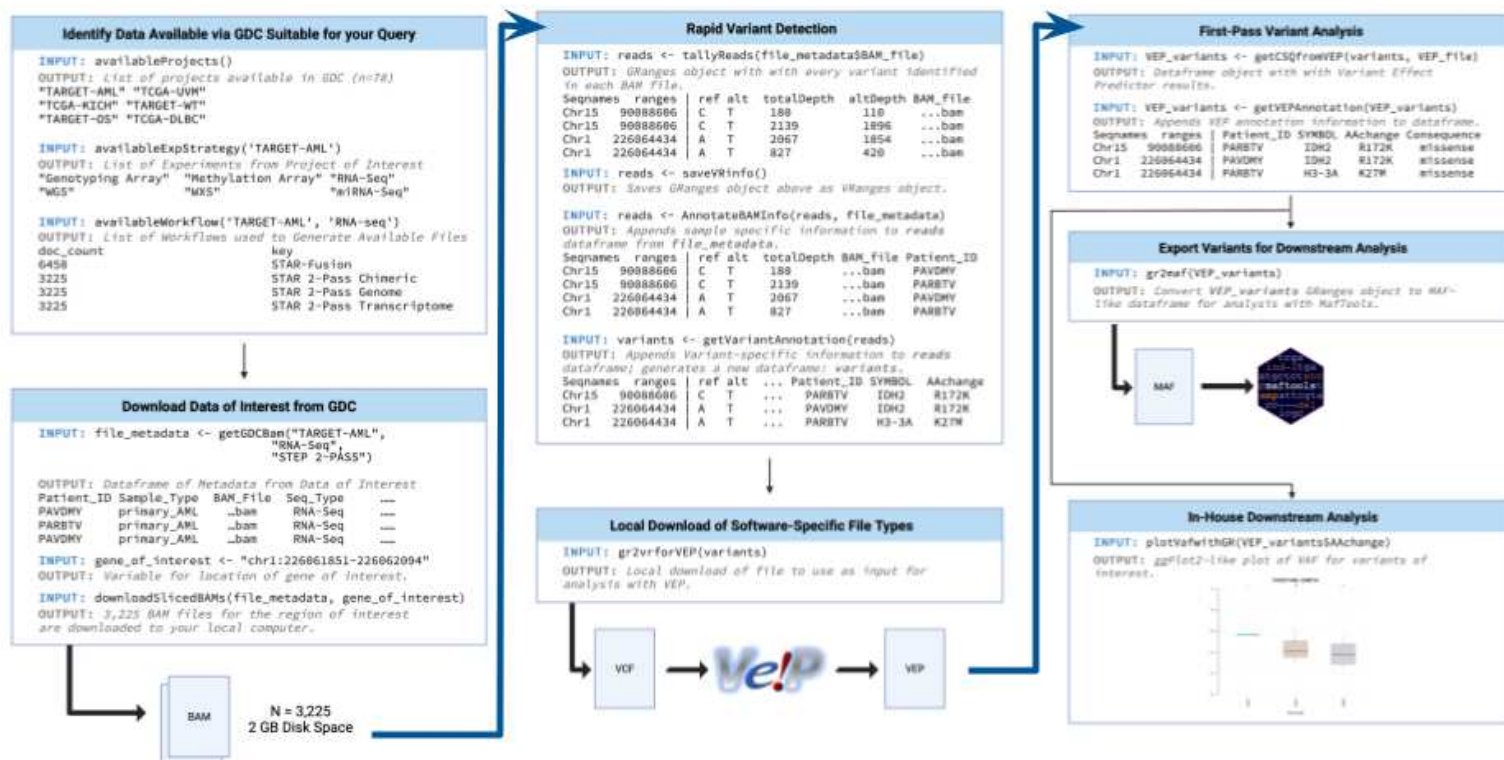 Identify Data Available via GDC Suitable for your Query
INPUT: availableProjects()
OUTPUT: List of projects available in GDC (n=78)
"TARGET-AML" "TCGA-UVM"
"TCGA-KICH" "TARGET-WT"
"TARGET-OS" "TCGA-DLBC"
INPUT: availableExpStrategy('TARGET-AML')
OUTPUT: List of Experiments from Project of Interest
"Genotyping Array" "Methylation Array" "RNA-Seq"
"WGS" "WXS" "miRNA-Seq"
INPUT: availableWorkflow('TARGET-AML', 'RNA-seq')
OUTPUT: List of Workflows used to Generate Available Files
doc_count key
6458 STAR-Fusion
3225 STAR 2-Pass Chimeric
3225 STAR 2-Pass Genome
3225 STAR 2-Pass Transcriptome
Download Data of Interest from GDC
INPUT: file_metadata <- getGDCBam("TARGET-AML",
"RNA-Seq",
"STEP 2-PASS")
OUTPUT: Dataframe of Metadata from Data of Interest
Patient_ID Sample_Type BAM_File Seq_Type ……
PAVDMY primary_AML …bam RNA-Seq ……
PARBTV primary_AML …bam RNA-Seq ……
PAVDMY primary_AML …bam RNA-Seq ……
INPUT: gene_of_interest <- "chr1:226061851-226062094"
OUTPUT: Variable for location of gene of interest.
INPUT: downloadSlicedBAMs(file_metadata, gene_of_interest)
OUTPUT: 3,225 BAM files for the region of interest
are downloaded to your local computer.
BAM
N = 3,225
2 GB Disk Space
Rapid Variant Detection
INPUT: reads <- tallyReads(file_metadata$BAM_file)
OUTPUT: GRanges object with with every variant identified
in each BAM file.
Seqnames ranges | ref alt totalDepth altDepth BAM_file
Chr15 90088606 | C T 180 110 ...bam
Chr15 90088606 | C T 2139 1096 ...bam
Chr1 226064434 | A T 2067 1054 ...bam
Chr1 226064434 | A T 827 420 ...bam
INPUT: reads <- saveVRinfo()
OUTPUT: Saves GRanges object above as VRanges object.
INPUT: reads <- AnnotateBAMInfo(reads, file_metadata)
OUTPUT: Appends sample specific information to reads
dataframe from file_metadata.
Seqnames ranges | ref alt totalDepth BAM_file Patient_ID
Chr15 90088606 | C T 180 ...bam PAVDMY
Chr15 90088606 | C T 2139 ...bam PARBTV
Chr1 226064434 | A T 2067 ...bam PAVDMY
Chr1 226064434 | A T 827 ...bam PARBTV
INPUT: variants <- getVariantAnnotation(reads)
OUTPUT: Appends Variant-specific information to reads
dataframe; generates a new dataframe: variants.
Seqnames ranges | ref alt ... Patient_ID SYMBOL AAchange
Chr15 90088606 | C T ... PARBTV IDH2 R172K
Chr1 226064434 | A T ... PAVDMY IDH2 R172K
Chr1 226064434 | A T ... PARBTV H3-3A K27M
Local Download of Software-Specific File Types
INPUT: gr2vrforVEP(variants)
OUTPUT: Local download of file to use as input for
analysis with VEP.
VCF
Ve!P
VEP
First-Pass Variant Analysis
INPUT: VEP_variants <- getCSQfromVEP(variants, VEP_file)
OUTPUT: Dataframe object with with Variant Effect
Predictor results.
INPUT: VEP_variants <- getVEPAnnotation(VEP_variants)
OUTPUT: Appends VEP annotation information to dataframe.
Seqnames ranges | Patient_ID SYMBOL AAchange Consequence
Chr15 90088606 | PARBTV IDH2 R172K missense
Chr1 226064434 | PAVDMY IDH2 R172K missense
Chr1 226064434 | PARBTV H3-3A K27M missense
Export Variants for Downstream Analysis
INPUT: gr2maf(VEP_variants)
OUTPUT: Convert VEP_variants GRanges object to MAF-
like dataframe for analysis with MafTools.
MAF
maftools
In-House Downstream Analysis
INPUT: plotVafwithGR(VEP_variants$AAchange)
OUTPUT: ggPlot2-like plot of VAF for variants of
interest.